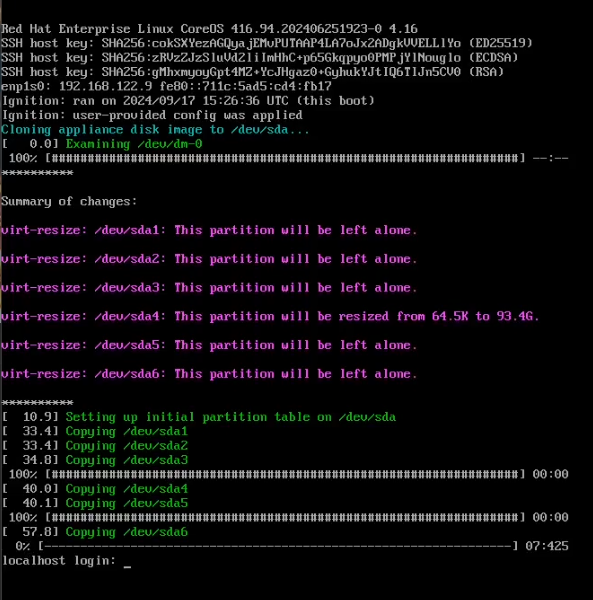 Red Hat Enterprise Linux CoreOS 416.94.202406251923-0 4.16
SSH host key: SHA256:cokSXYezAGQyajEMvPUTAAP4LA7oJx2ADgkVVELLlYo (ED25519)
SSH host key: SHA256:zRVzZJzSluVd2liImHhC+p65Gkqpyo0PMPjYlNouglo (ECDSA)
SSH host key: SHA256:gMhxmyoyGpt4MZ+YcJHgaz0+GyhukYJtIQ6TlJn5CV0 (RSA)
enp1s0: 192.168.122.9 fe80::711c:5ad5:cd4:fb17
Ignition: ran on 2024/09/17 15:26:36 UTC (this boot)
Ignition: user-provided config was applied
Cloning appliance disk image to /dev/sda...
[   0.0] Examining /dev/dm-0
 100% [##################################################################] --:--
**********
Summary of changes:
virt-resize: /dev/sda1: This partition will be left alone.
virt-resize: /dev/sda2: This partition will be left alone.
virt-resize: /dev/sda3: This partition will be left alone.
virt-resize: /dev/sda4: This partition will be resized from 64.5K to 93.4G.
virt-resize: /dev/sda5: This partition will be left alone.
virt-resize: /dev/sda6: This partition will be left alone.
**********
[  10.9] Setting up initial partition table on /dev/sda
[  33.4] Copying /dev/sda1
[  33.4] Copying /dev/sda2
[  34.8] Copying /dev/sda3
 100% [##################################################################] 00:00
[  40.0] Copying /dev/sda4
[  40.1] Copying /dev/sda5
 100% [##################################################################] 00:00
[  57.8] Copying /dev/sda6
  0% [------------------------------------------------------------------] 07:425
localhost login: _